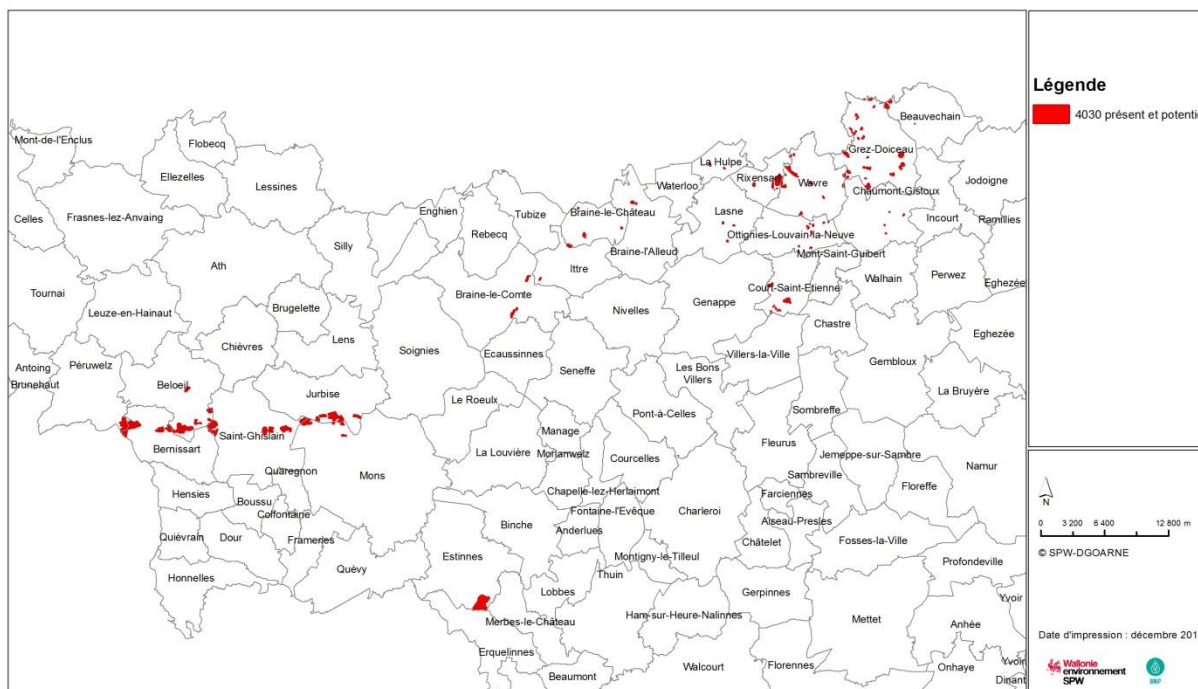 Mont-de-l'Enclus
Flobecq
Ellezelles
Lessines
Celles
Frasnes-lez-Anvaing
Enghien
Tubize
Rebecq
Silly
Ath
Tournai
Leuze-en-Hainaut
Brugelette
Chièvres
Lens
Soignies
Braine-le-Comte
Antoing
Brunehaut
Péruwelz
Beloeil
Jurbise
Bernissart
Saint-Ghislain
Quaregnon
Mons
Hensies
Boussu
Colfontaine
Quiévrain
Dour
Frameries
Honnelles
Quévy
La Hulpe
Waterloo
Rixensart
Wavre
Grez-Doiceau
Beauvechain
Chaumont-Gistoux
Jodoigne
Incourt
Ramillies
Braine-le-Château
Lasne
Ottignies-Louvain-la-Neuve
Braine-l'Alleud
Ittre
Mont-Saint-Guibert
Walhain
Perwez
Eghezée
Nivelles
Genappe
Court-Saint-Etienne
Chastre
Eghezée
Ecaussinnes
Seneffe
Villers-la-Ville
Gembloux
Les Bons
Villers
La Bruyère
Le Roeulx
Pont-à-Celles
Sombreffe
Manage
La Louvière
Morlanwelz
Courcelles
Fleurus
Jemeppe-sur-Sambre
Sambreville
Namur
Floreffe
Chapelle-lez-Herlaimont
Farciennes
Fontaine-l'Evêque
Charleroi
Aiseau-Presles
Binche
Anderlues
Châtelet
Fosses-la-Ville
Estinnes
Montigny-le-Tilleul
Profondeville
Thuin
Lobbes
Ham-sur-Heure-Nalinnes
Gerpinnes
Mettet
Yvoir
Merbes-le-Château
Anhée
Erquelinnes
Walcourt
Florennes
Onhaye
Yvoir
Beaumont
Dinant
Légende
4030 présent et potentie
N
0 3 200 6 400 12 800 m
© SPW-DGOARNE
Date d'impression : décembre 201
Wallonie
environnement
SPW